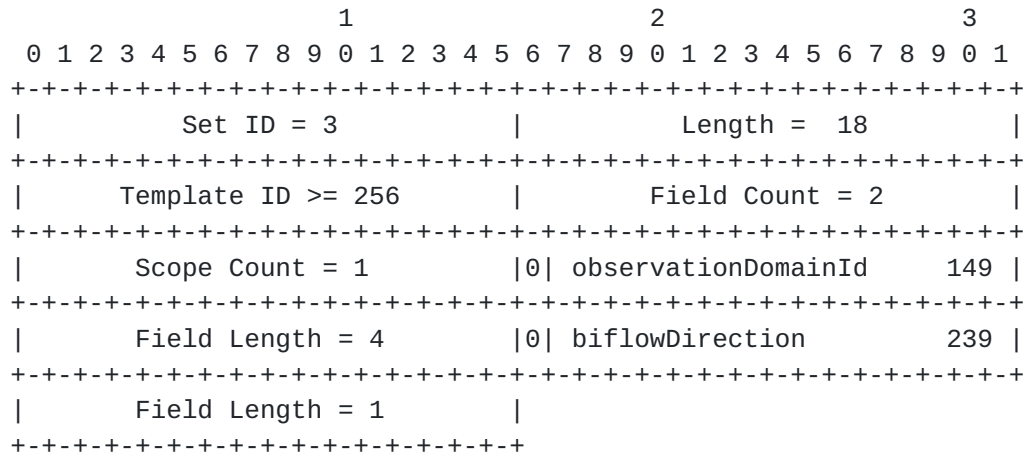 1                   2                   3
 0 1 2 3 4 5 6 7 8 9 0 1 2 3 4 5 6 7 8 9 0 1 2 3 4 5 6 7 8 9 0 1
+-+-+-+-+-+-+-+-+-+-+-+-+-+-+-+-+-+-+-+-+-+-+-+-+-+-+-+-+-+-+-+-+
|          Set ID = 3           |          Length =  18         |
+-+-+-+-+-+-+-+-+-+-+-+-+-+-+-+-+-+-+-+-+-+-+-+-+-+-+-+-+-+-+-+-+
|      Template ID >= 256       |        Field Count = 2        |
+-+-+-+-+-+-+-+-+-+-+-+-+-+-+-+-+-+-+-+-+-+-+-+-+-+-+-+-+-+-+-+-+
|       Scope Count = 1         |0| observationDomainId     149 |
+-+-+-+-+-+-+-+-+-+-+-+-+-+-+-+-+-+-+-+-+-+-+-+-+-+-+-+-+-+-+-+-+
|       Field Length = 4        |0| biflowDirection         239 |
+-+-+-+-+-+-+-+-+-+-+-+-+-+-+-+-+-+-+-+-+-+-+-+-+-+-+-+-+-+-+-+-+
|       Field Length = 1        |
+-+-+-+-+-+-+-+-+-+-+-+-+-+-+-+-+